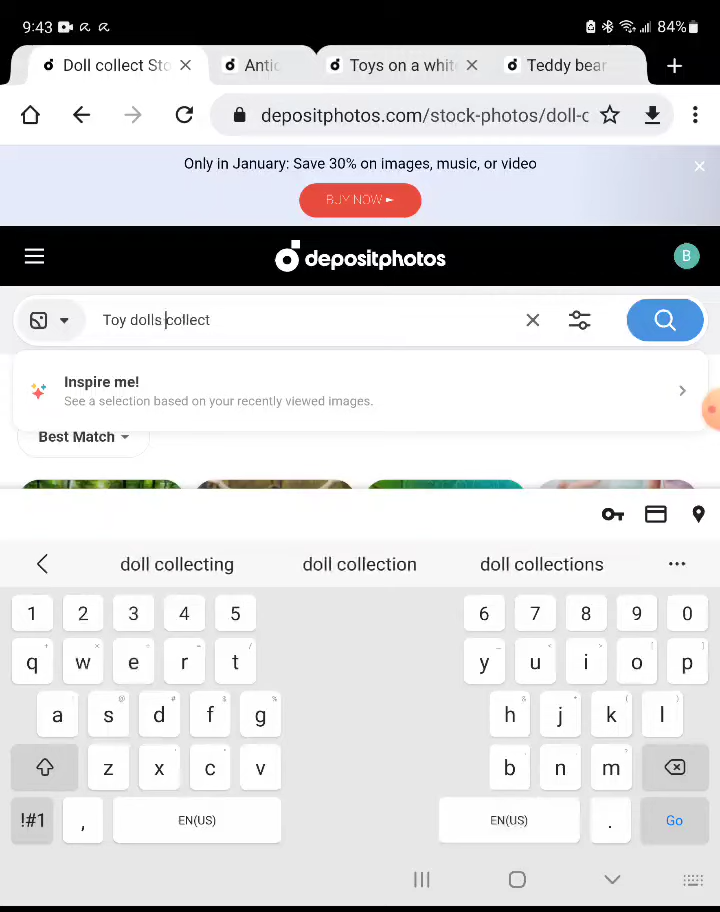 9:43 84%
Doll collect Sto Antic Toys on a whit Teddy bear
depositphotos.com/stock-photos/doll-c
Only in January: Save 30% on images, music, or video
BUY NOW ►
depositphotos B
Toy dolls collect
Inspire me!
See a selection based on your recently viewed images.
Best Match
doll collecting doll collection doll collections ...
1 2 3 4 5 6 7 8 9 0
q w e r t y u i o p
a s d f g h j k l
z x c v b n m
!#1 , EN(US) EN(US) . Go